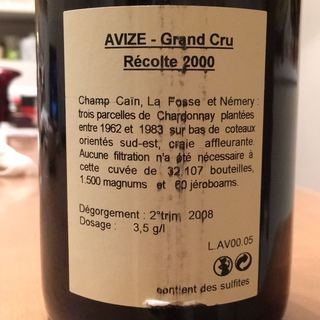 AVIZE - Grand Cru
Récolte 2000
Champ Caïn, La Fosse et Némery :
trois parcelles de Chardonnay plantées
entre 1962 et 1983 sur bas de coteaux
orientés sud-est, craie affleurante.
Aucune filtration n'a été nécessaire à
cette cuvée de 32.107 bouteilles,
1.500 magnums et 60 jéroboams.
Dégorgement : 2°trim 2008
Dosage : 3,5 g/l
L.AV00.05
contient des sulfites